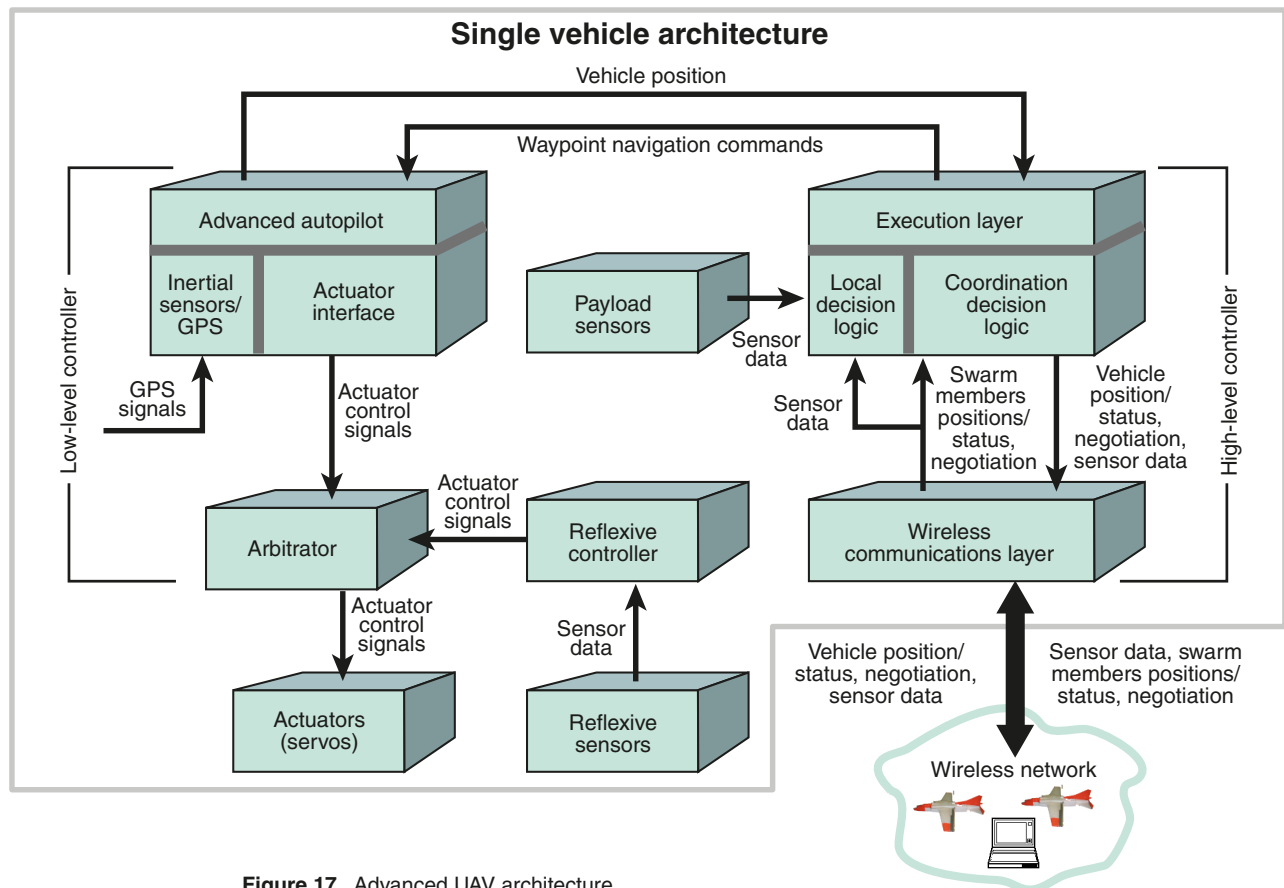 Single vehicle architecture
Vehicle position
Waypoint navigation commands
Low-level controller
Advanced autopilot
Inertial
sensors/
GPS
Actuator
interface
GPS
signals
Actuator
control
signals
Payload
sensors
Sensor
data
Execution layer
Local
decision
logic
Coordination
decision
logic
High-level controller
Sensor
data
Swarm
members
positions/
status,
negotiation
Vehicle
position/
status,
negotiation,
sensor data
Arbitrator
Actuator
control
signals
Reflexive
controller
Wireless
communications layer
Actuator
control
signals
Sensor
data
Actuators
(servos)
Reflexive
sensors
Vehicle position/
status, negotiation,
sensor data
Sensor data, swarm
members positions/
status, negotiation
Wireless network
Figure 17. Advanced UAV architecture.